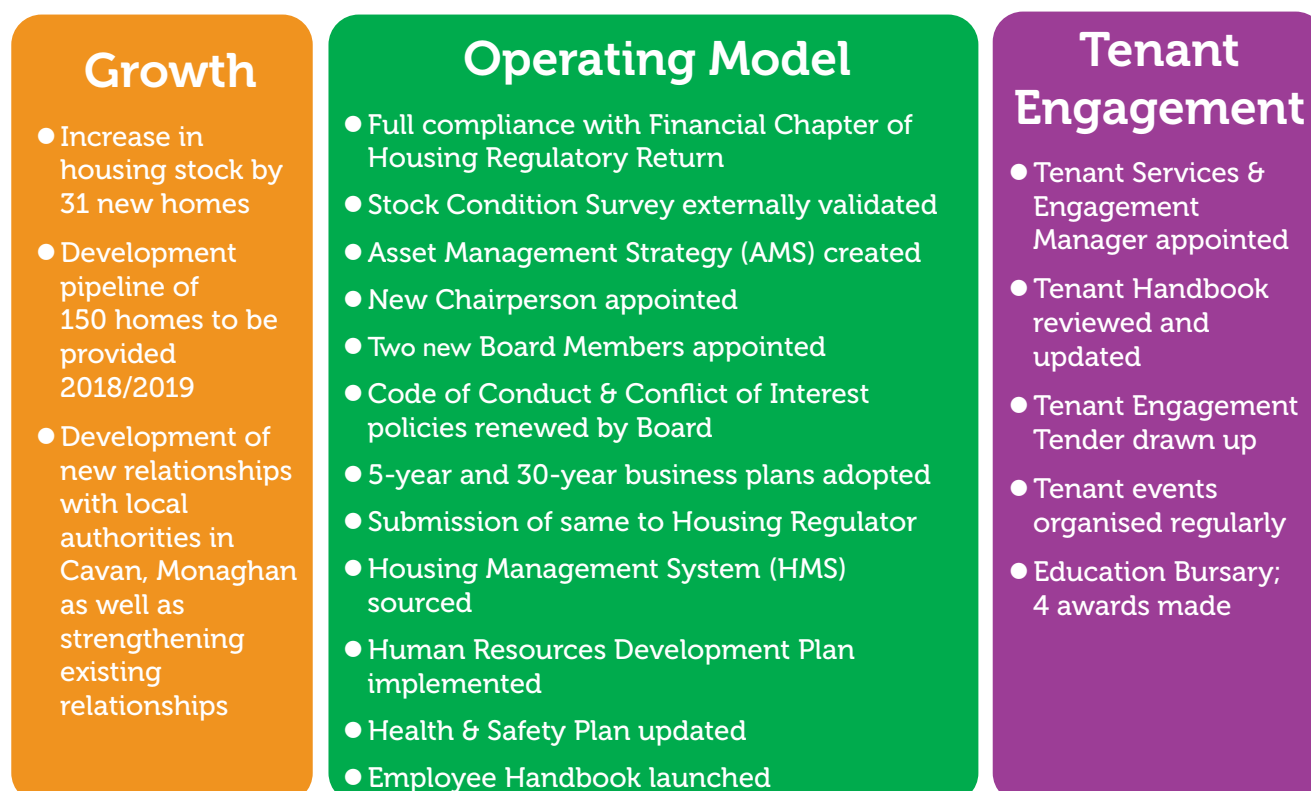 Growth
● Increase in
housing stock by
31 new homes
● Development
pipeline of
150 homes to be
provided
2018/2019
● Development of
new relationships
with local
authorities in
Cavan, Monaghan
as well as
strengthening
existing
relationships
Operating Model
● Full compliance with Financial Chapter of
Housing Regulatory Return
● Stock Condition Survey externally validated
● Asset Management Strategy (AMS) created
● New Chairperson appointed
● Two new Board Members appointed
● Code of Conduct & Conflict of Interest
policies renewed by Board
● 5-year and 30-year business plans adopted
● Submission of same to Housing Regulator
● Housing Management System (HMS)
sourced
● Human Resources Development Plan
implemented
● Health & Safety Plan updated
● Employee Handbook launched
Tenant
Engagement
● Tenant Services &
Engagement
Manager appointed
● Tenant Handbook
reviewed and
updated
● Tenant Engagement
Tender drawn up
● Tenant events
organised regularly
● Education Bursary;
4 awards made